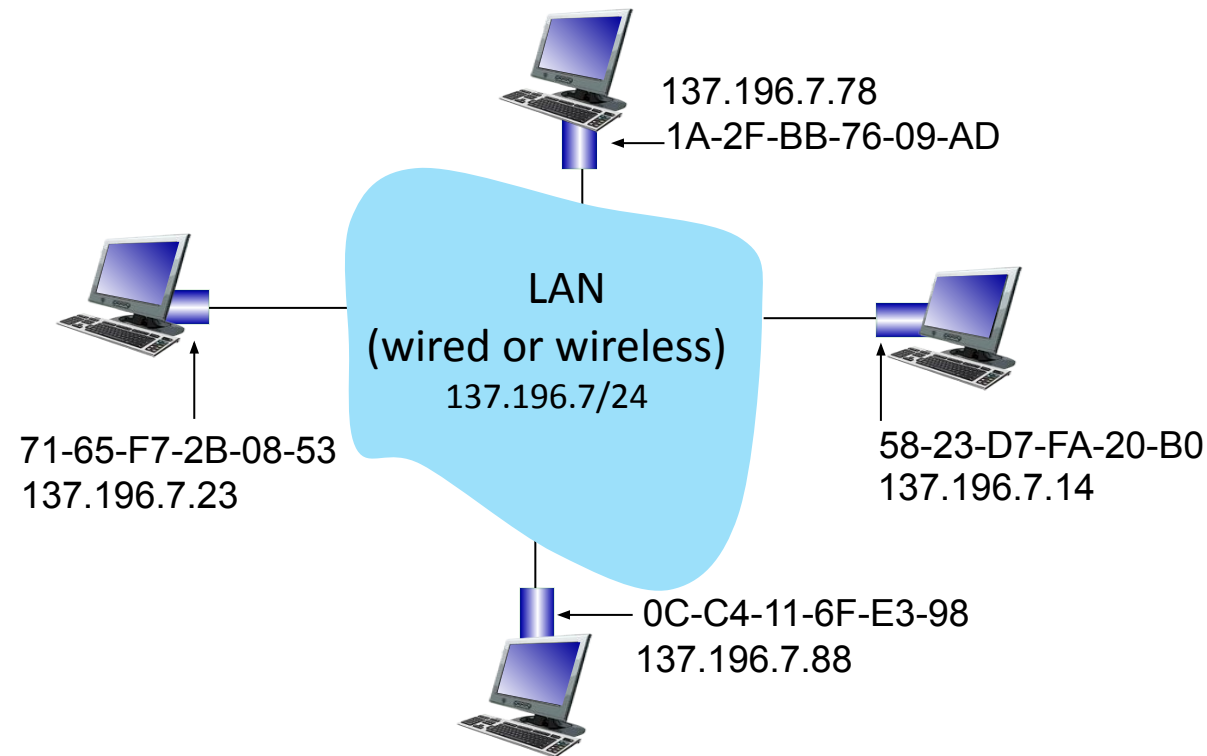 137.196.7.78
1A-2F-BB-76-09-AD
LAN
(wired or wireless)
137.196.7/24
71-65-F7-2B-08-53
137.196.7.23
58-23-D7-FA-20-B0
137.196.7.14
0C-C4-11-6F-E3-98
137.196.7.88